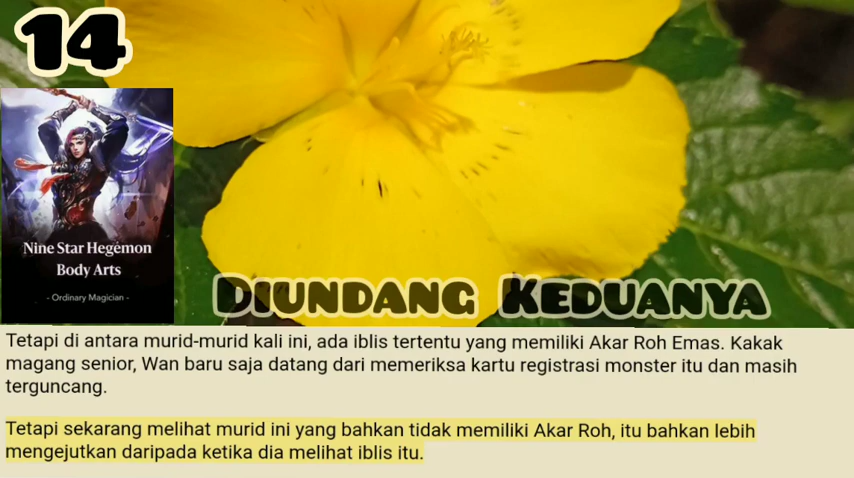 14
Nine Star Hegemon
Body Arts
- Ordinary Magician -
Diundang Keduanya
Tetapi di antara murid-murid kali ini, ada iblis tertentu yang memiliki Akar Roh Emas. Kakak
magang senior, Wan baru saja datang dari memeriksa kartu registrasi monster itu dan masih
terguncang.
Tetapi sekarang melihat murid ini yang bahkan tidak memiliki Akar Roh, itu bahkan lebih
mengejutkan daripada ketika dia melihat iblis itu.